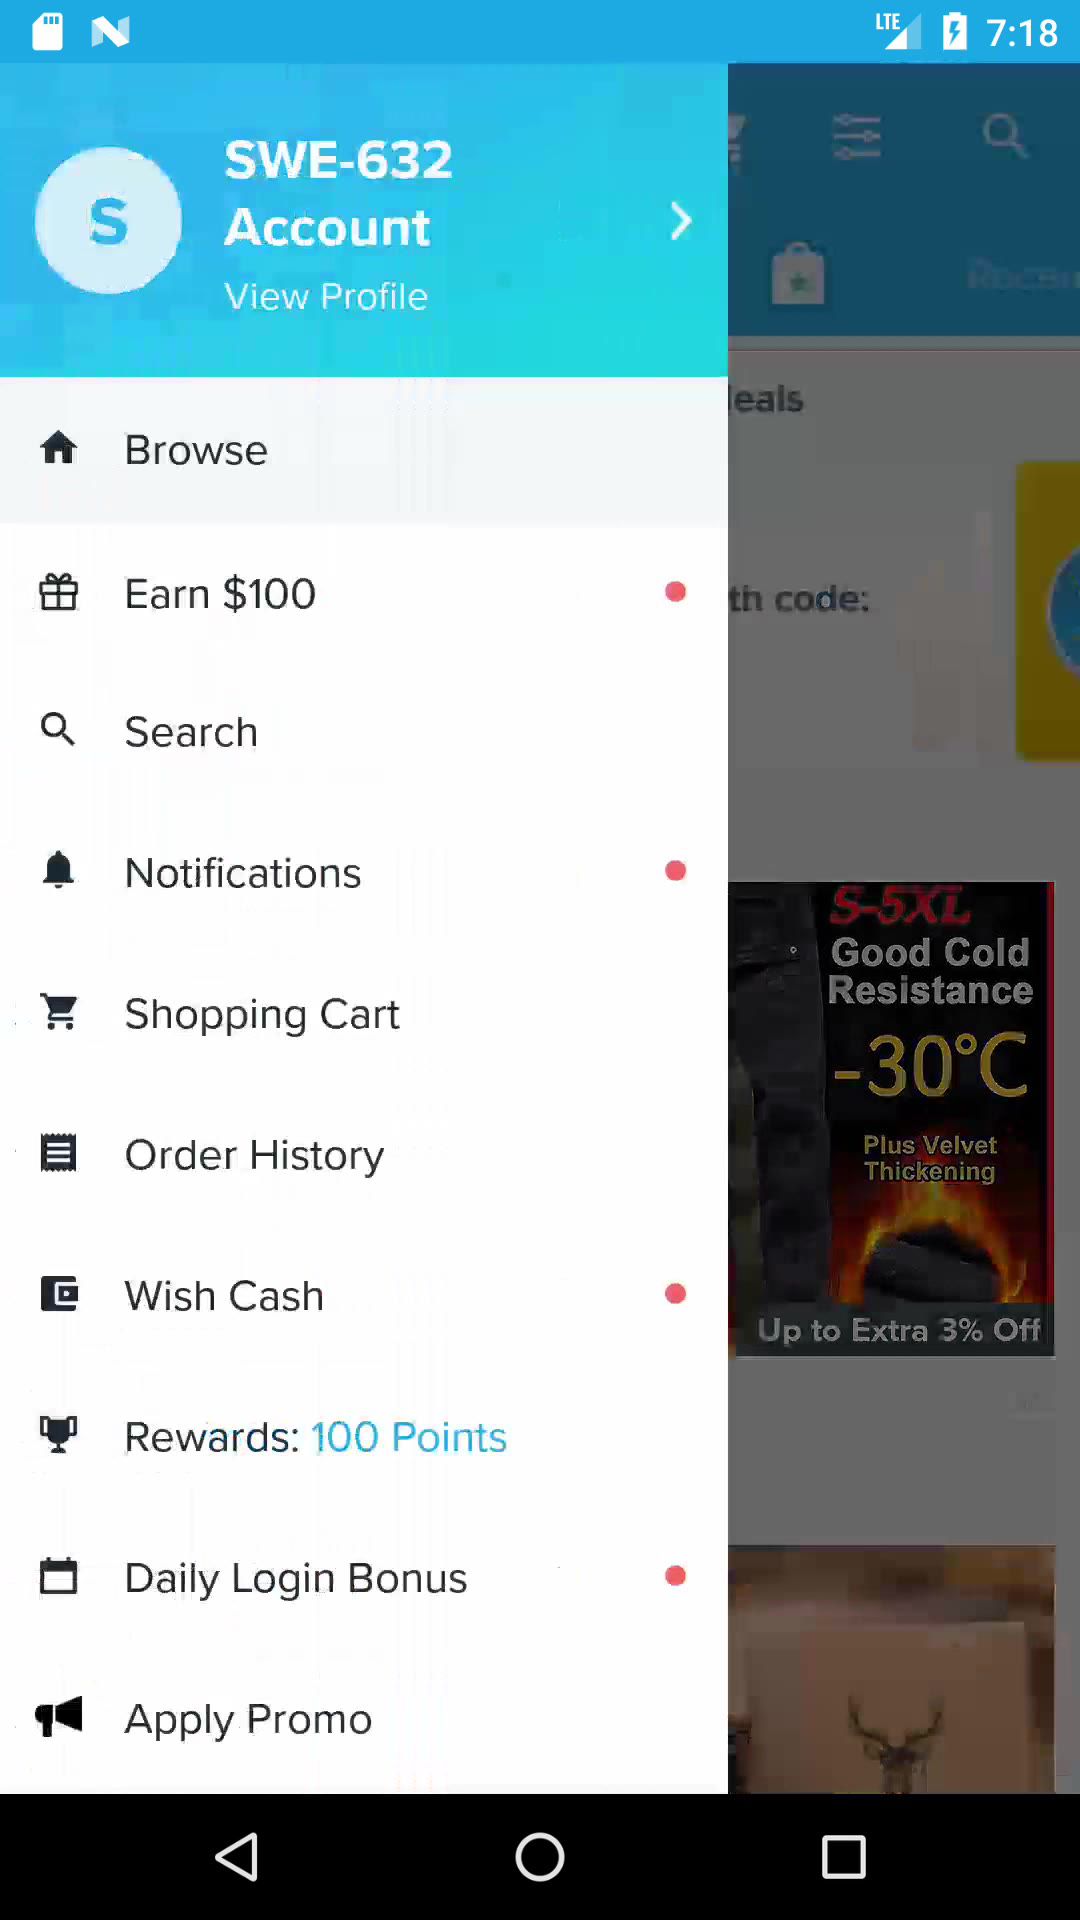 LTE 7:18
S
SWE-632
Account
View Profile
Browse
Earn $100
Search
Notifications
Shopping Cart
Order History
Wish Cash
Rewards: 100 Points
Daily Login Bonus
Apply Promo
eals
th code:
S-5XL
Good Cold
Resistance
-30°C
Plus Velvet
Thickening
Up to Extra 3% Off